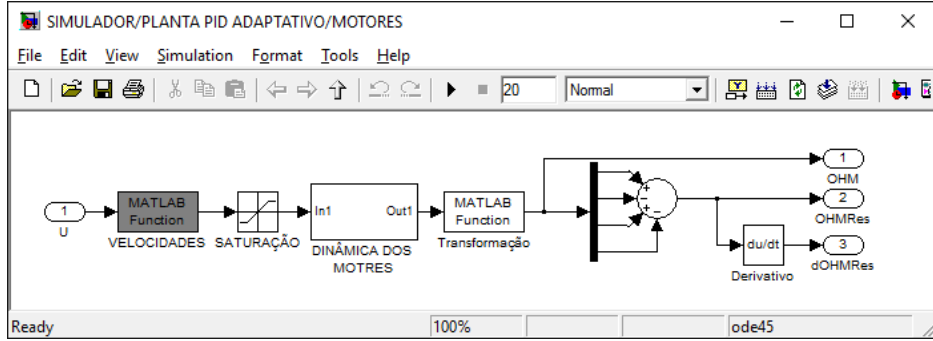 SIMULADOR/PLANTA PID ADAPTATIVO/MOTORES
File Edit View Simulation Format Tools Help
20 Normal
1
U
MATLAB
Function
VELOCIDADES
SATURAÇÃO
In1 Out1
DINÂMICA DOS
MOTRES
MATLAB
Function
Transformação
+
−
+
−
1
OHM
2
OHMRes
du/dt
Derivativo
3
dOHMRes
Ready 100% ode45